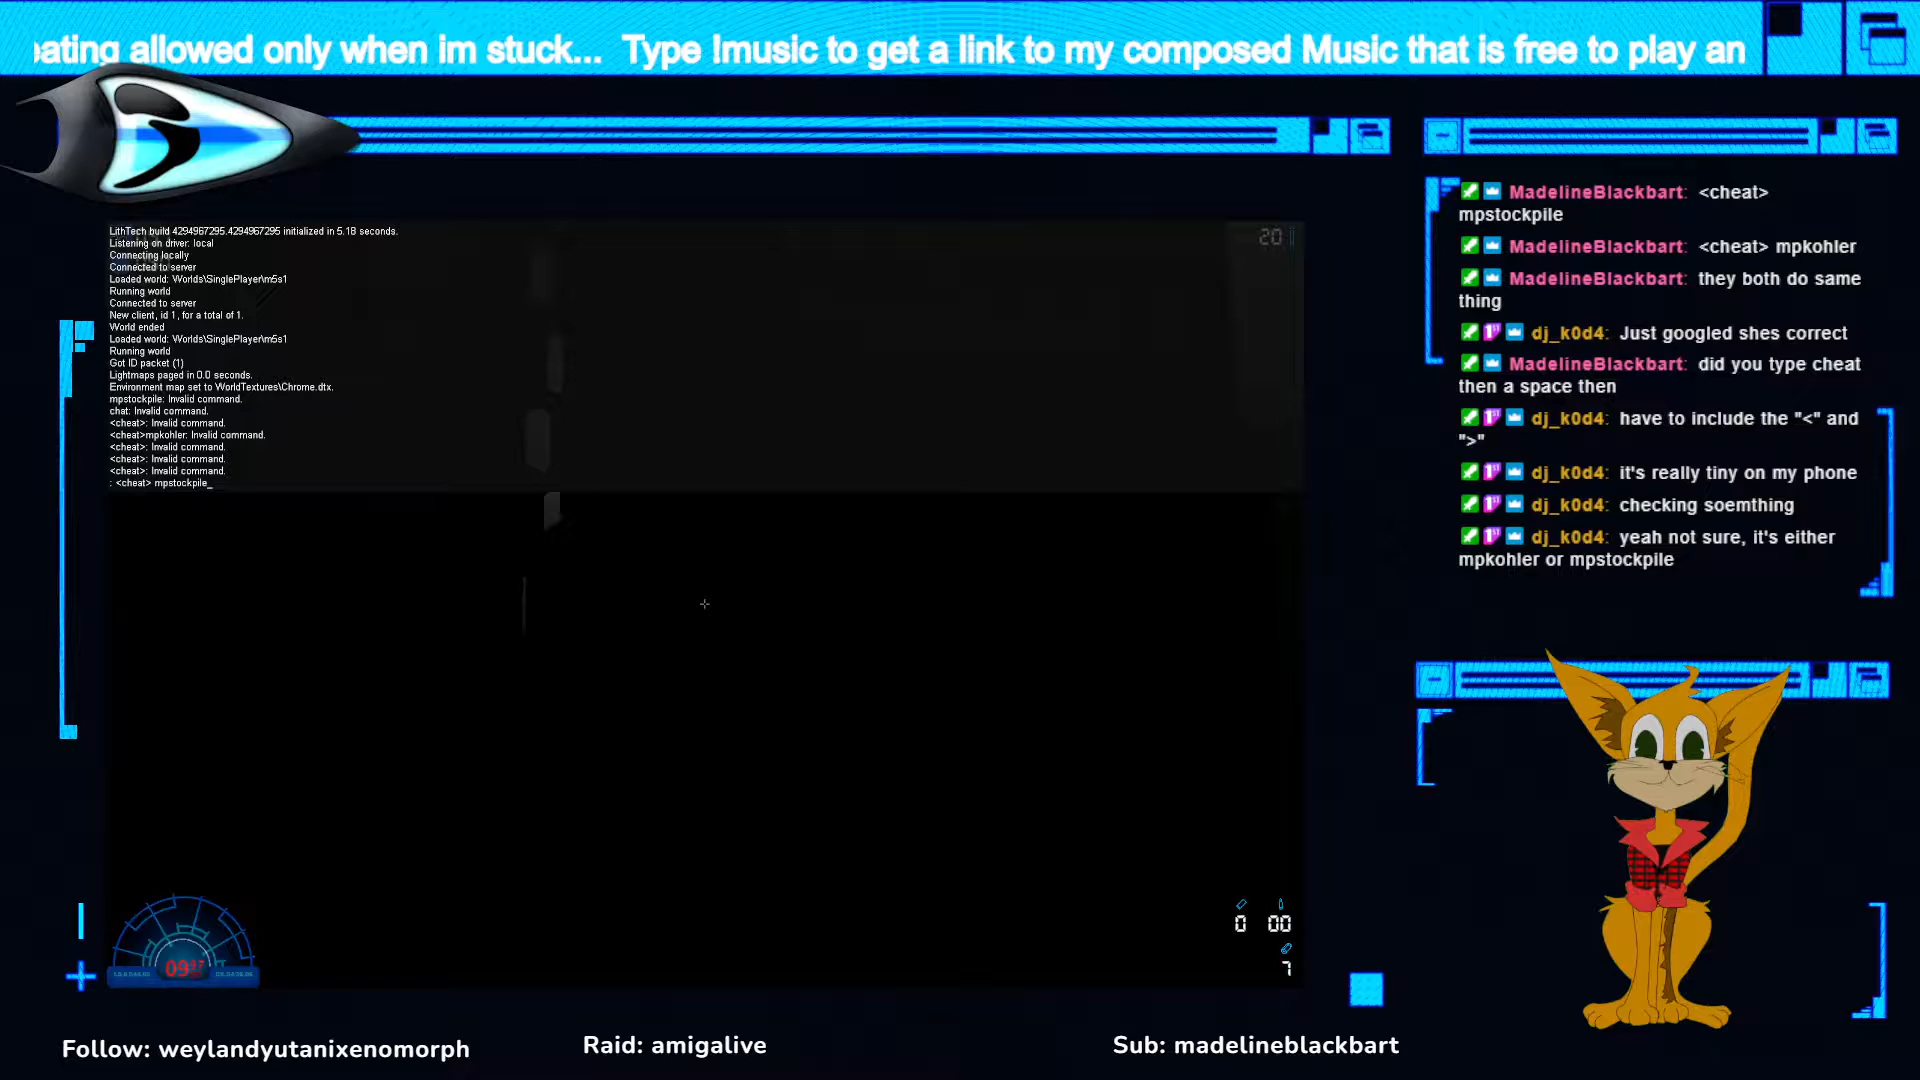 eating allowed only when im stuck... Type !music to get a link to my composed Music that is free to play an
LithTech build 4294967295.4294967295 initialized in 5.18 seconds.
Listening on driver: local
Connecting locally
Connected to server
Loaded world: Worlds\SinglePlayer\m5s1
Running world
Connected to server
New client, id 1, for a total of 1.
World ended
Loaded world: Worlds\SinglePlayer\m5s1
Running world
Got ID packet (1)
Lightmaps paged in 0.0 seconds.
Environment map set to WorldTextures\Chrome.dtx.
mpstockpile: Invalid command.
chat: Invalid command.
<cheat>: Invalid command.
<cheat>mpkohler: Invalid command.
<cheat>: Invalid command.
<cheat>: Invalid command.
<cheat>: Invalid command.
: <cheat> mpstockpile_
20
MadelineBlackbart: <cheat>
mpstockpile
MadelineBlackbart: <cheat> mpkohler
MadelineBlackbart: they both do same
thing
dj_k0d4: Just googled shes correct
MadelineBlackbart: did you type cheat
then a space then
dj_k0d4: have to include the "<" and
">"
dj_k0d4: it's really tiny on my phone
dj_k0d4: checking soemthing
dj_k0d4: yeah not sure, it's either
mpkohler or mpstockpile
0 00
7
0937
Follow: weylandyutanixenomorph
Raid: amigalive
Sub: madelineblackbart